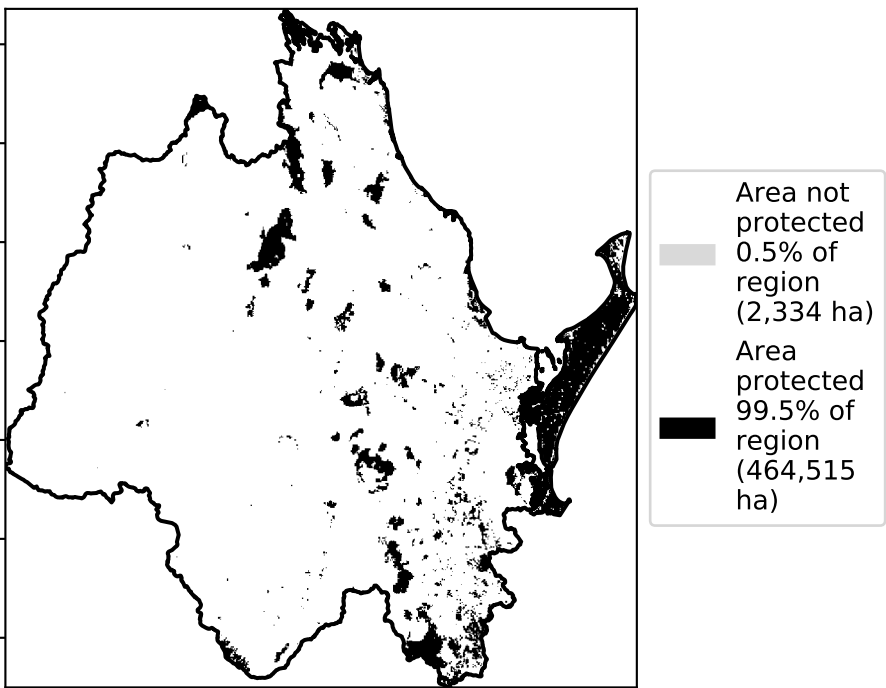 Area not
protected
0.5% of
region
(2,334 ha)
Area
protected
99.5% of
region
(464,515
ha)